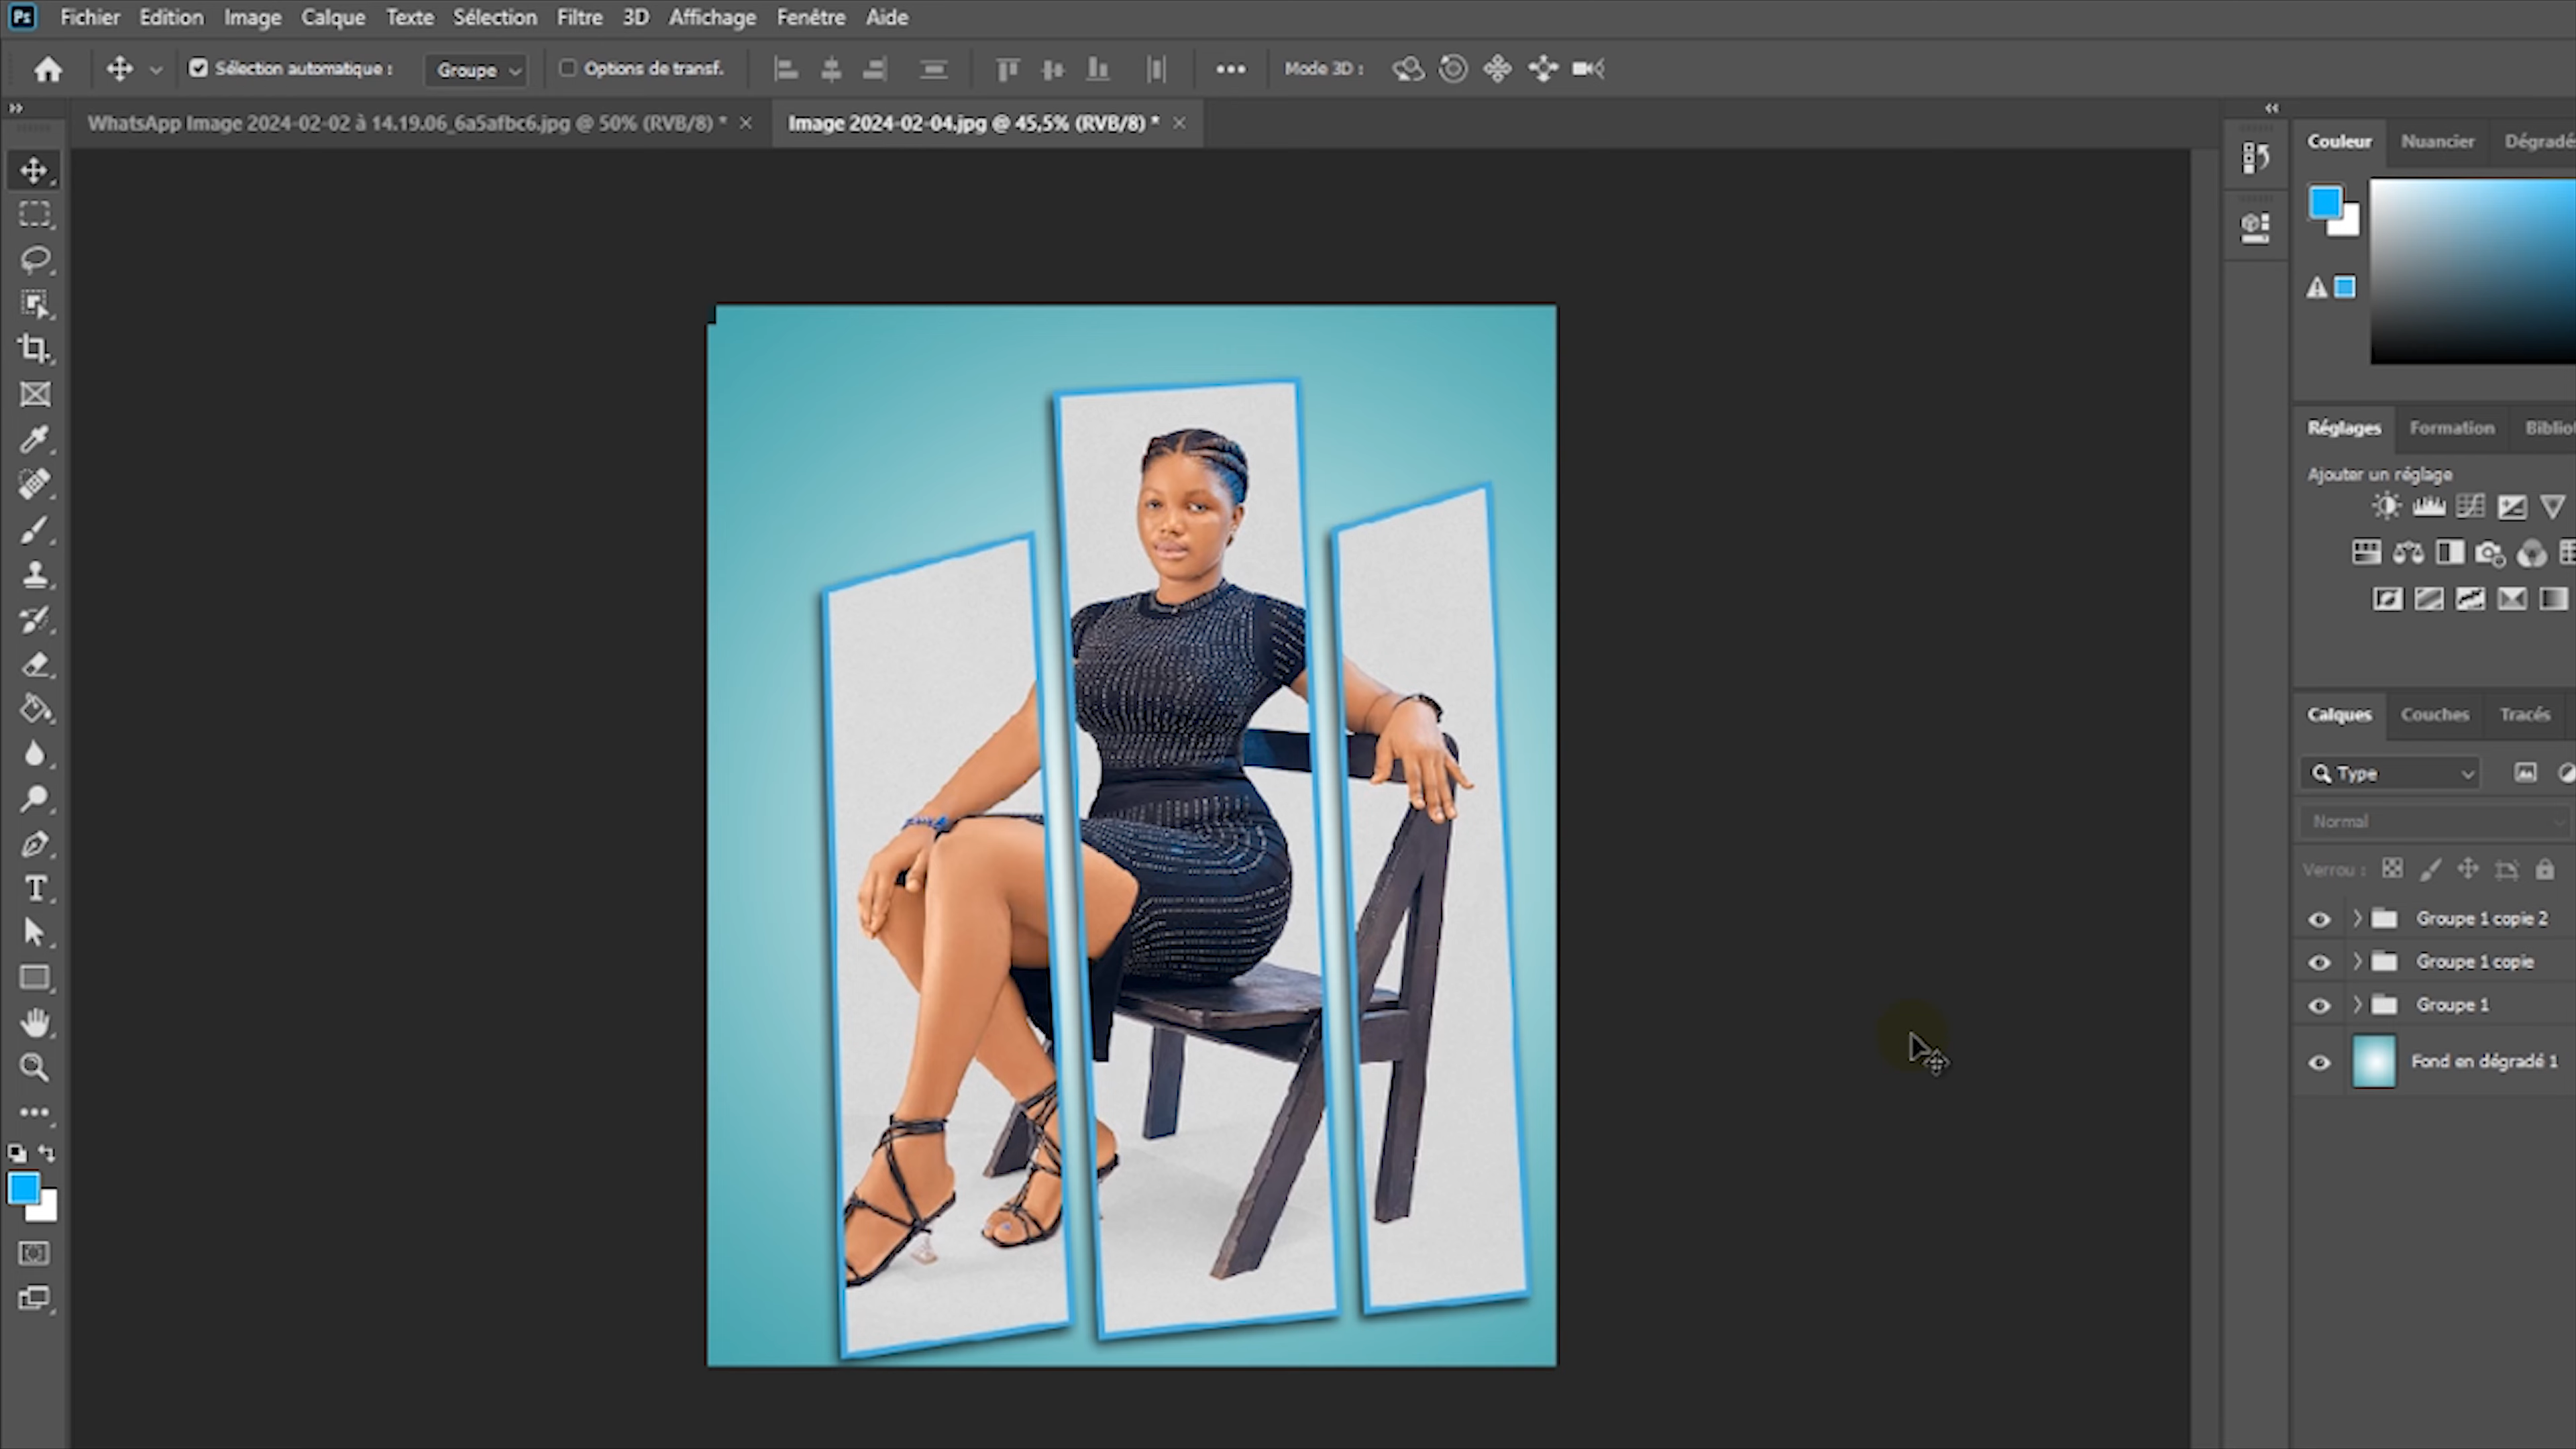 Ps Fichier Edition Image Calque Texte Sélection Filtre 3D Affichage Fenêtre Aide
Sélection automatique : Groupe Options de transf. Mode 3D :
WhatsApp Image 2024-02-02 à 14.19.06_6a5afbc6.jpg @ 50% (RVB/8) * Image 2024-02-04.jpg @ 45,5% (RVB/8) *
Couleur Nuancier Dégradé
Réglages Formation Biblio
Ajouter un réglage
Calques Couches Tracés
Type
Normal
Verrou :
Groupe 1 copie 2
Groupe 1 copie
Groupe 1
Fond en dégradé 1